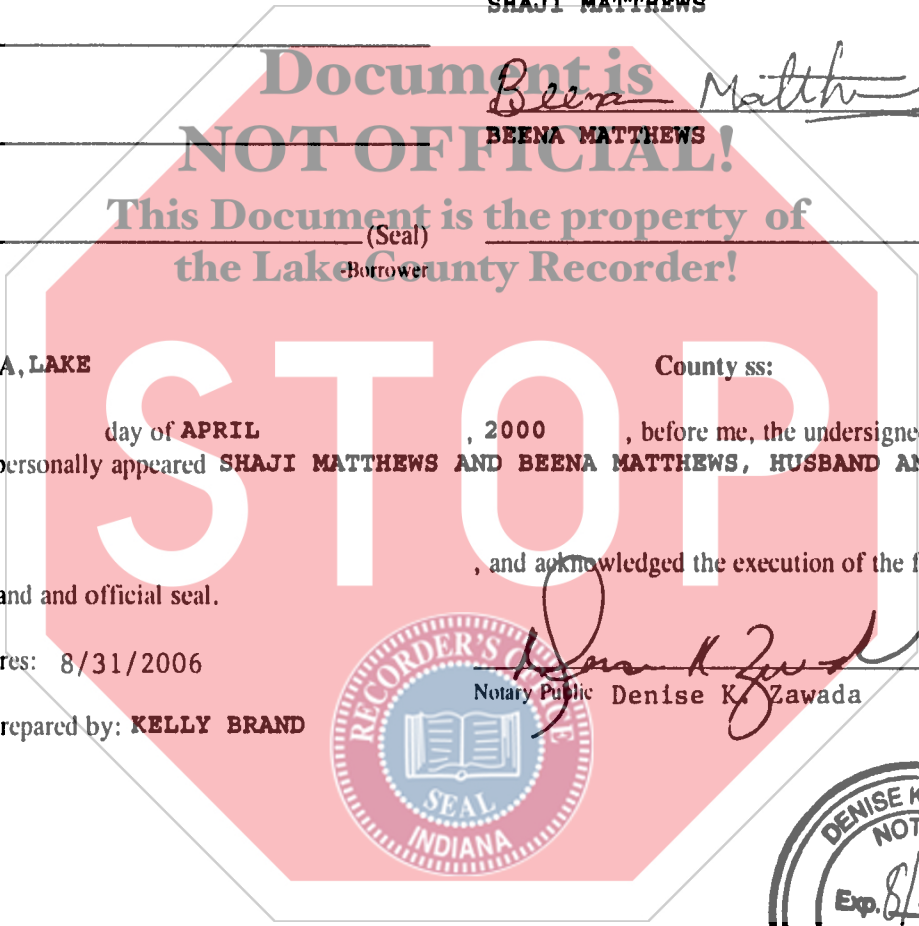 SHAJI MATTHEWS
Document is
Beena Matth
NOT OFFICIAL!
BEENA MATTHEWS
This Document is the property of
(Seal)
the Lake County Recorder!
-Borrower
STOP
A, LAKE County ss:
day of APRIL , 2000 , before me, the undersigne
personally appeared SHAJI MATTHEWS AND BEENA MATTHEWS, HUSBAND AN
, and acknowledged the execution of the f
and and official seal.
res: 8/31/2006
Notary Public Denise K. Zawada
repared by: KELLY BRAND
RECORDER'S OFFICE
SEAL
INDIANA
DENISE K
NOT
Exp. 8/